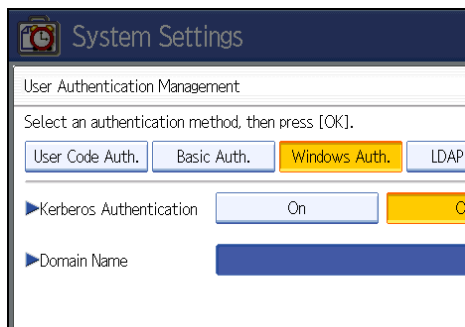 System Settings
User Authentication Management
Select an authentication method, then press [OK].
User Code Auth. Basic Auth. Windows Auth. LDAP
►Kerberos Authentication On
►Domain Name